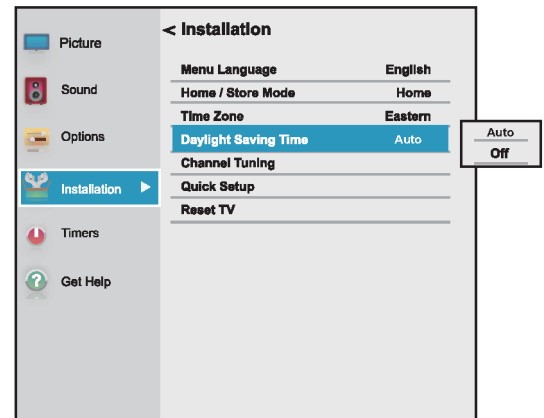 Picture
Sound
Options
Installation
Timers
Get Help
< Installation
Menu Language English
Home / Store Mode Home
Time Zone Eastern
Daylight Saving Time Auto
Channel Tuning
Quick Setup
Reset TV
Auto
Off